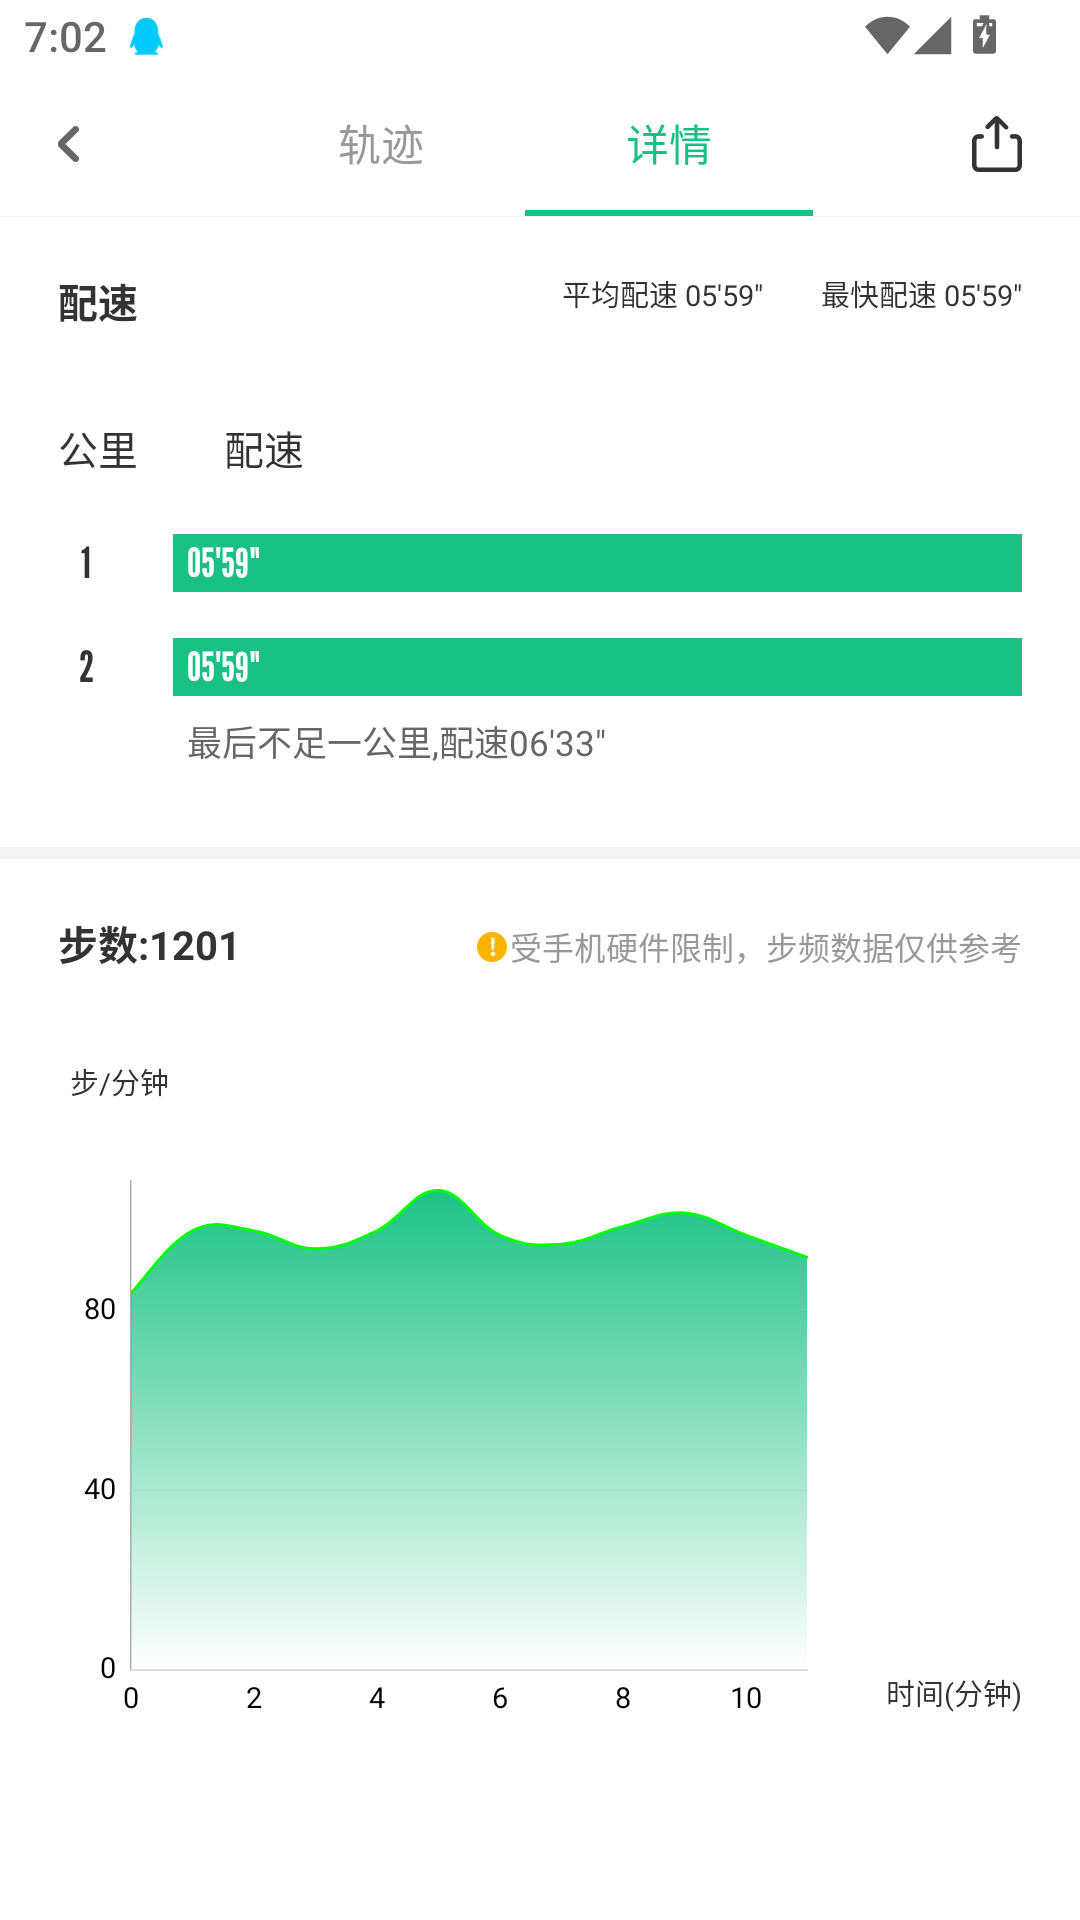 7:02
轨迹 详情
配速 平均配速 05'59" 最快配速 05'59"
公里 配速
1 05'59"
2 05'59"
最后不足一公里,配速06'33"
步数:1201 受手机硬件限制，步频数据仅供参考
步/分钟
80
40
0
0 2 4 6 8 10 时间(分钟)